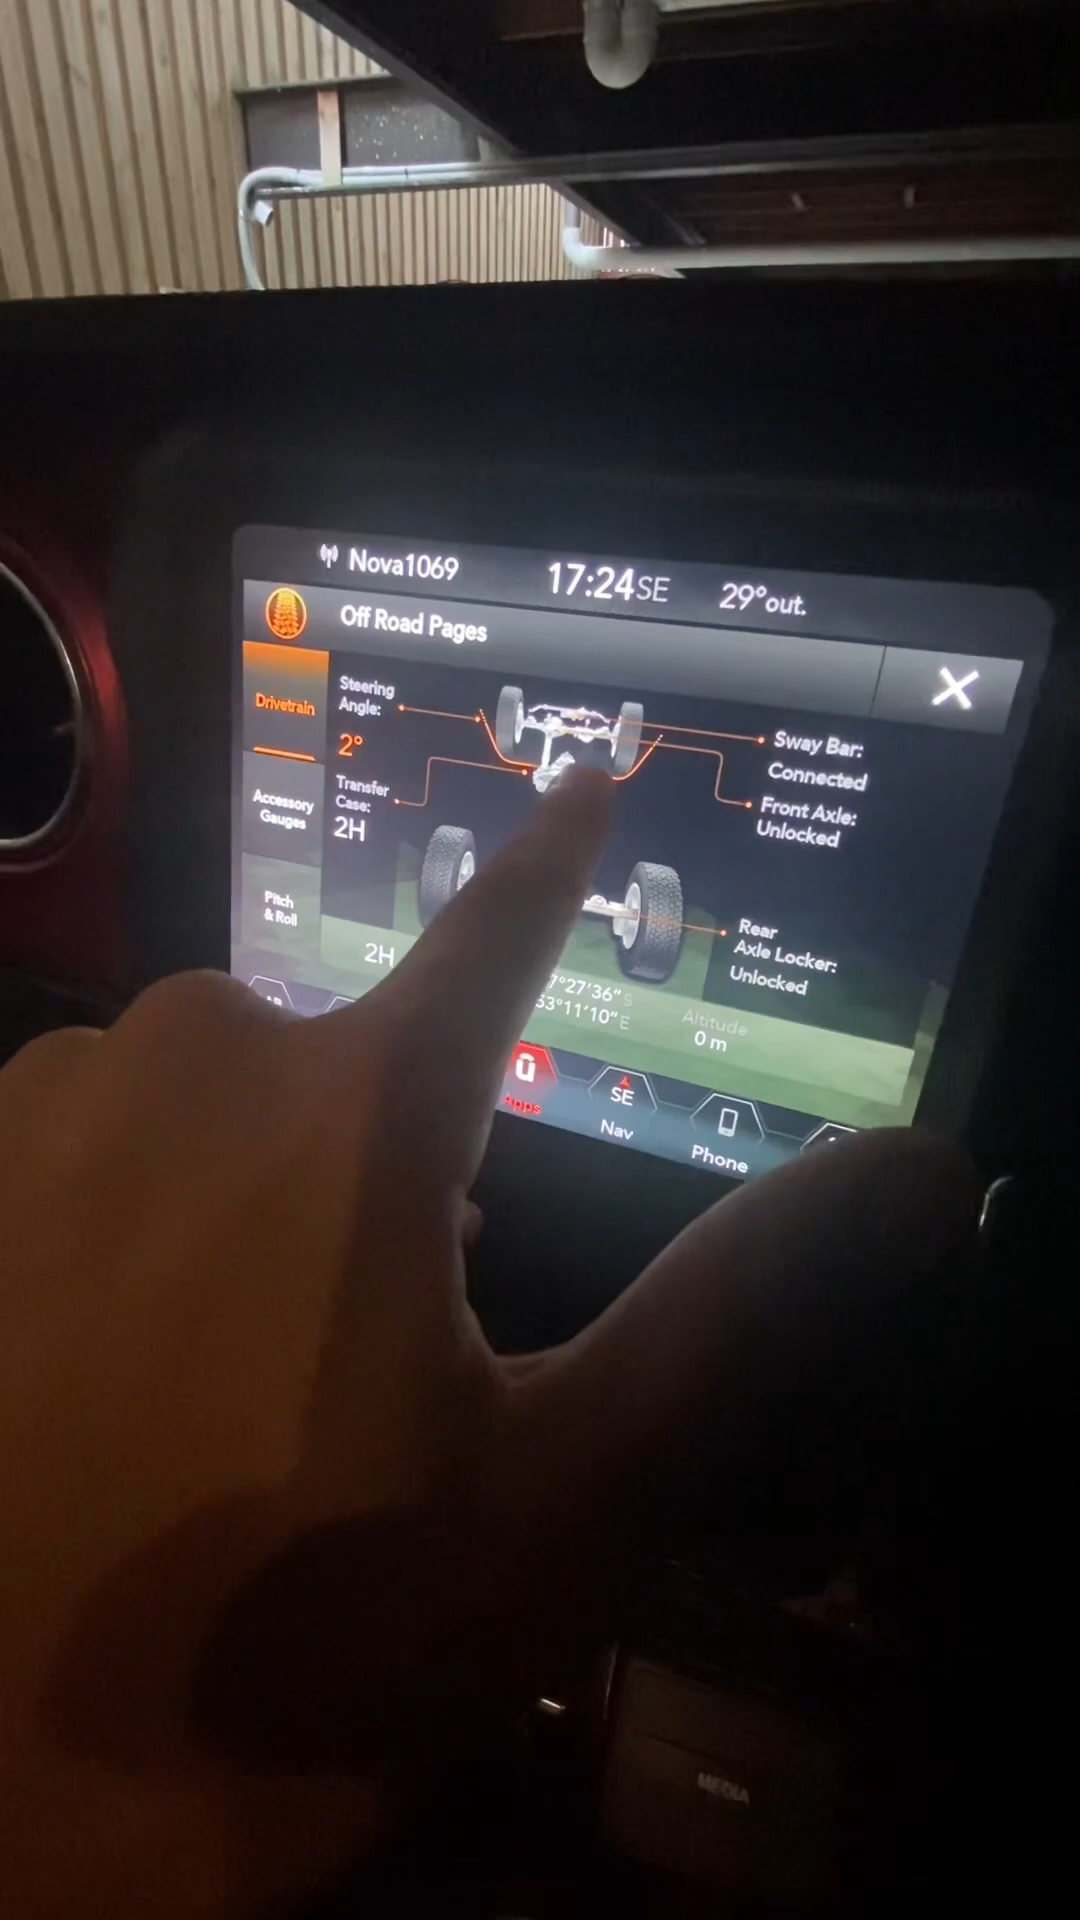 Nova1069
17:24 SE
29°out.
Off Road Pages
Drivetrain
Steering
Angle:
2°
Transfer
Case:
2H
Sway Bar:
Connected
Front Axle:
Unlocked
Accessory
Gauges
Pitch
& Roll
Rear
Axle Locker:
Unlocked
2H
7°27'36" S
33°11'10" E
Altitude
0 m
Apps
SE
Nav
Phone
MEDIA